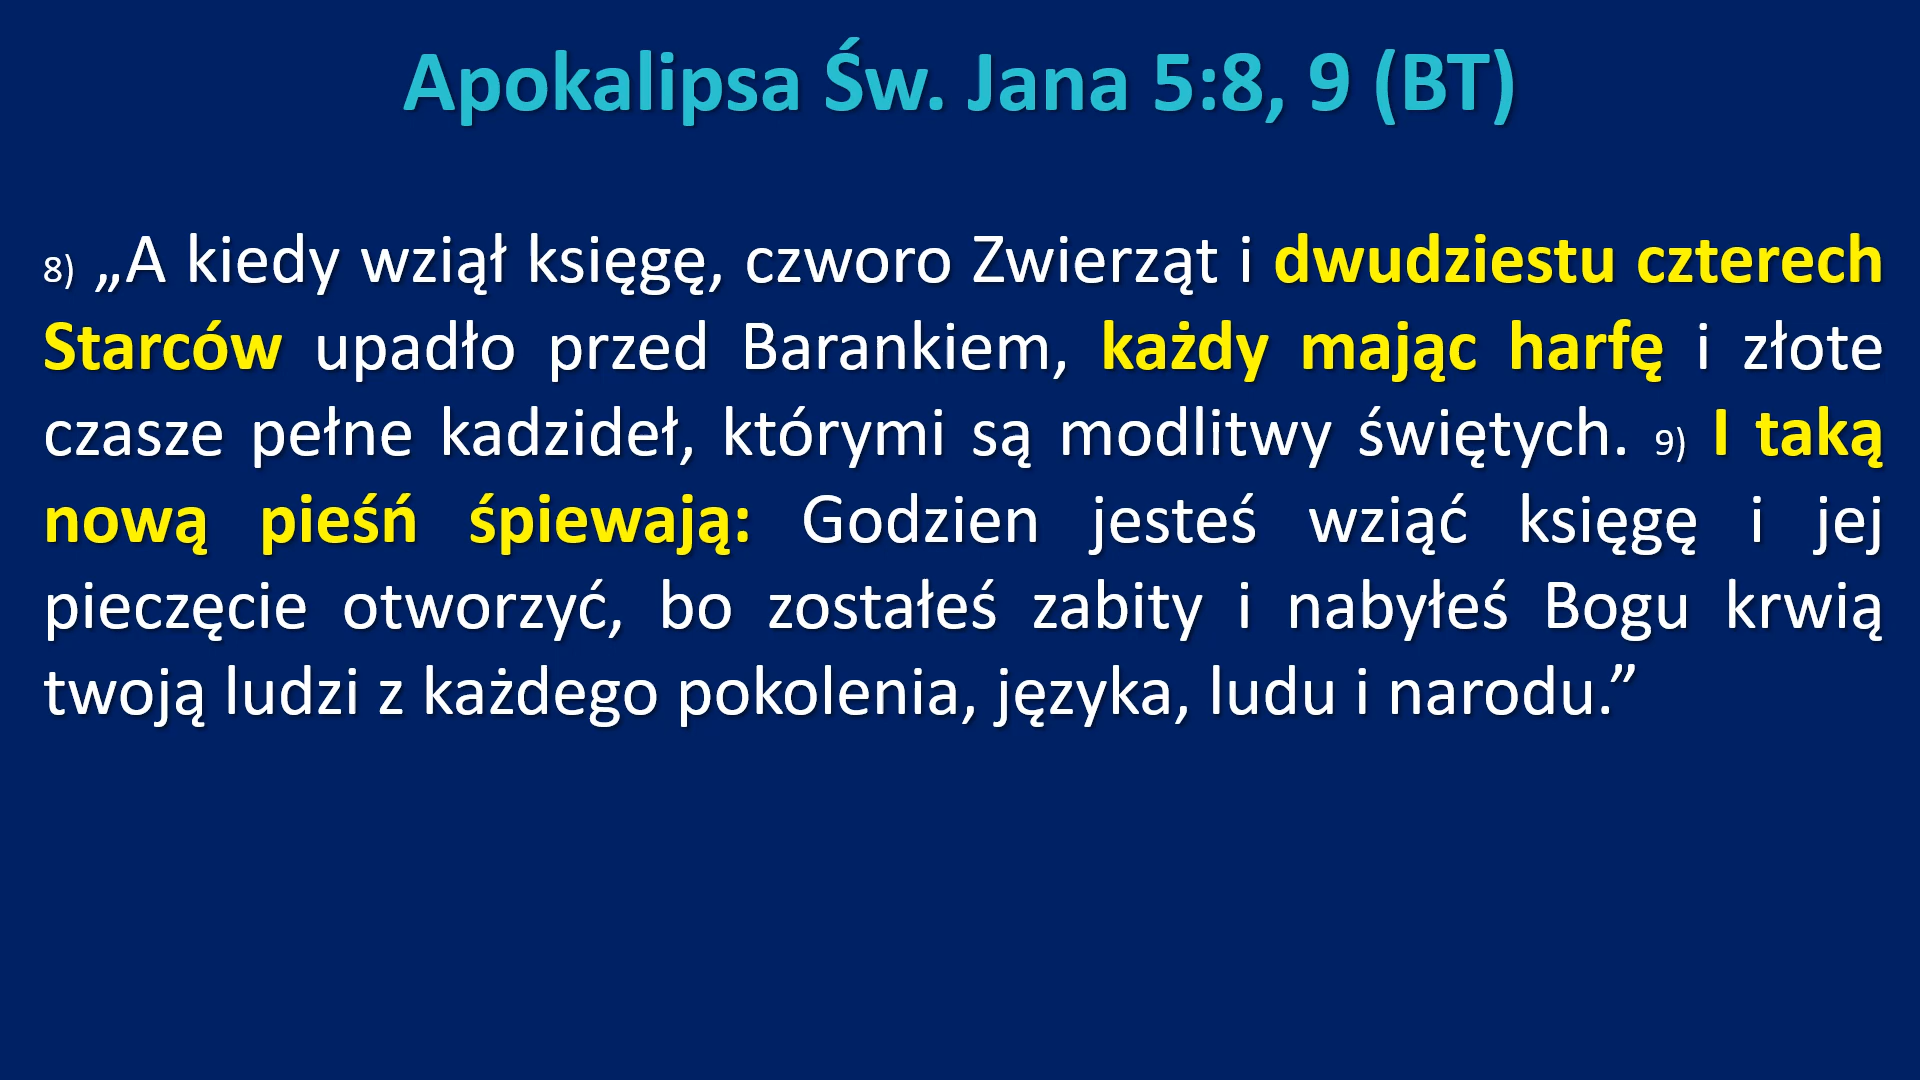 Apokalipsa Św. Jana 5:8, 9 (BT)
8) „A kiedy wziął księgę, czworo Zwierząt i dwudziestu czterech
Starców upadło przed Barankiem, każdy mając harfę i złote
czasze pełne kadzideł, którymi są modlitwy świętych. 9) I taką
nową pieśń śpiewają: Godzien jesteś wziąć księgę i jej
pieczęcie otworzyć, bo zostałeś zabity i nabyłeś Bogu krwią
twoją ludzi z każdego pokolenia, języka, ludu i narodu.”